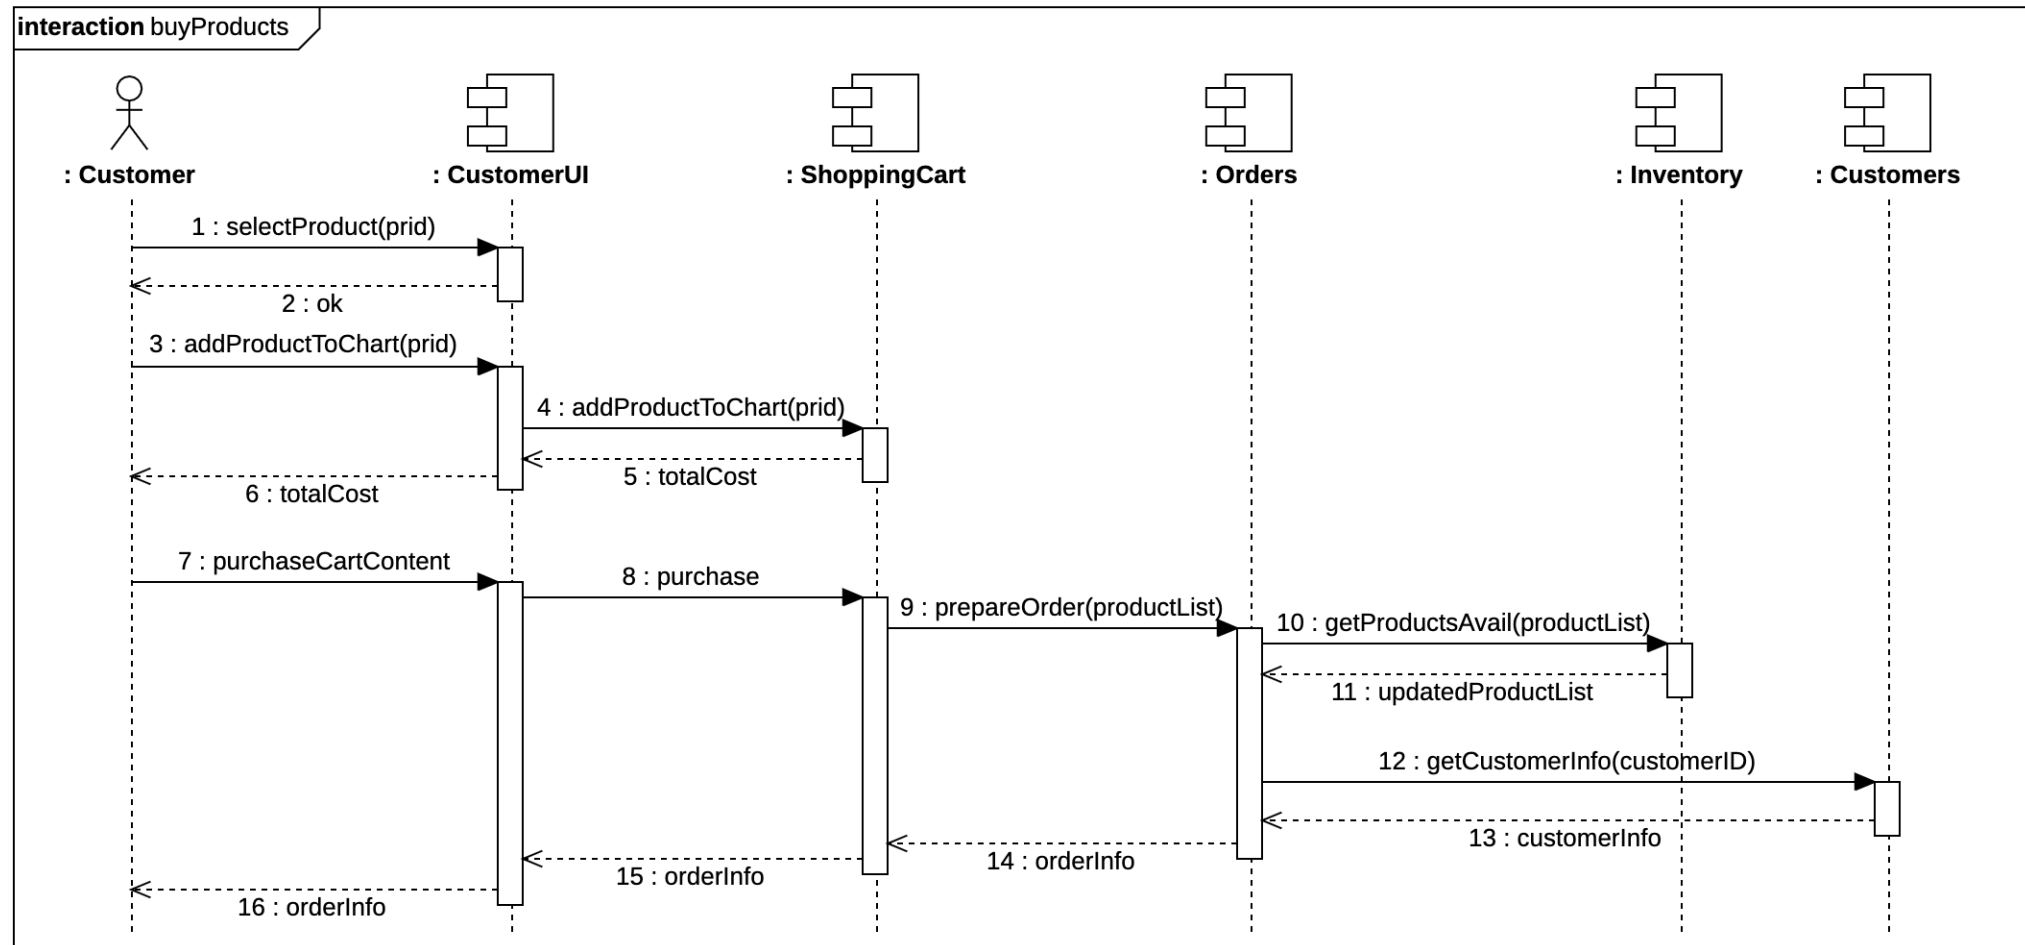 interaction buyProducts
: Customer
: CustomerUI
: ShoppingCart
: Orders
: Inventory
: Customers
1 : selectProduct(prid)
2 : ok
3 : addProductToChart(prid)
4 : addProductToChart(prid)
5 : totalCost
6 : totalCost
7 : purchaseCartContent
8 : purchase
9 : prepareOrder(productList)
10 : getProductsAvail(productList)
11 : updatedProductList
12 : getCustomerInfo(customerID)
13 : customerInfo
14 : orderInfo
15 : orderInfo
16 : orderInfo